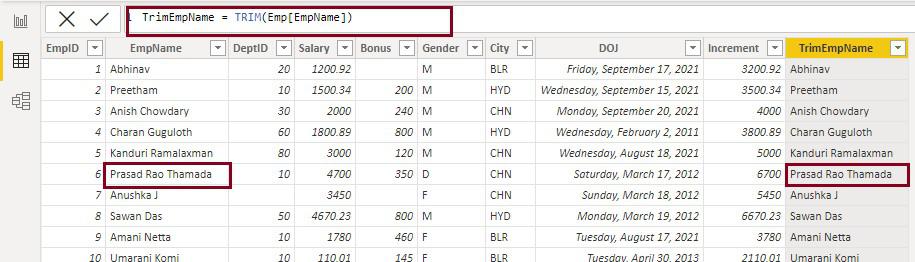 1 TrimEmpName = TRIM(Emp[EmpName])
EmpID EmpName DeptID Salary Bonus Gender City DOJ Increment TrimEmpName
1 Abhinav 20 1200.92 M BLR Friday, September 17, 2021 3200.92 Abhinav
2 Preetham 10 1500.34 200 M HYD Wednesday, September 15, 2021 3500.34 Preetham
3 Anish Chowdary 30 2000 240 M CHN Monday, September 20, 2021 4000 Anish Chowdary
4 Charan Guguloth 60 1800.89 800 M HYD Wednesday, February 2, 2011 3800.89 Charan Guguloth
5 Kanduri Ramalaxman 80 3000 120 M CHN Wednesday, August 18, 2021 5000 Kanduri Ramalaxman
6 Prasad Rao Thamada 10 4700 350 D CHN Saturday, March 17, 2012 6700 Prasad Rao Thamada
7 Anushka J 3450 F CHN Sunday, March 18, 2012 5450 Anushka J
8 Sawan Das 50 4670.23 800 M HYD Monday, March 19, 2012 6670.23 Sawan Das
9 Amani Netta 10 1780 460 F BLR Tuesday, August 17, 2021 3780 Amani Netta
10 Umarani Komi 10 110.01 145 F BLR Tuesday, April 30, 2013 2110.01 Umarani Komi